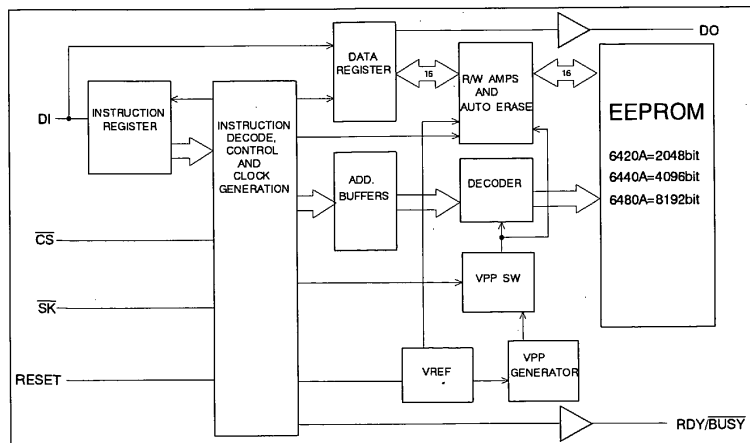 DO
DATA
REGISTER
R/W AMPS
AND
AUTO ERASE
16
16
EEPROM
6420A=2048bit
6440A=4096bit
6480A=8192bit
DI
INSTRUCTION
REGISTER
INSTRUCTION
DECODE,
CONTROL
AND
CLOCK
GENERATION
ADD.
BUFFERS
DECODER
CS
VPP SW
SK
RESET
VREF
VPP
GENERATOR
RDY/BUSY